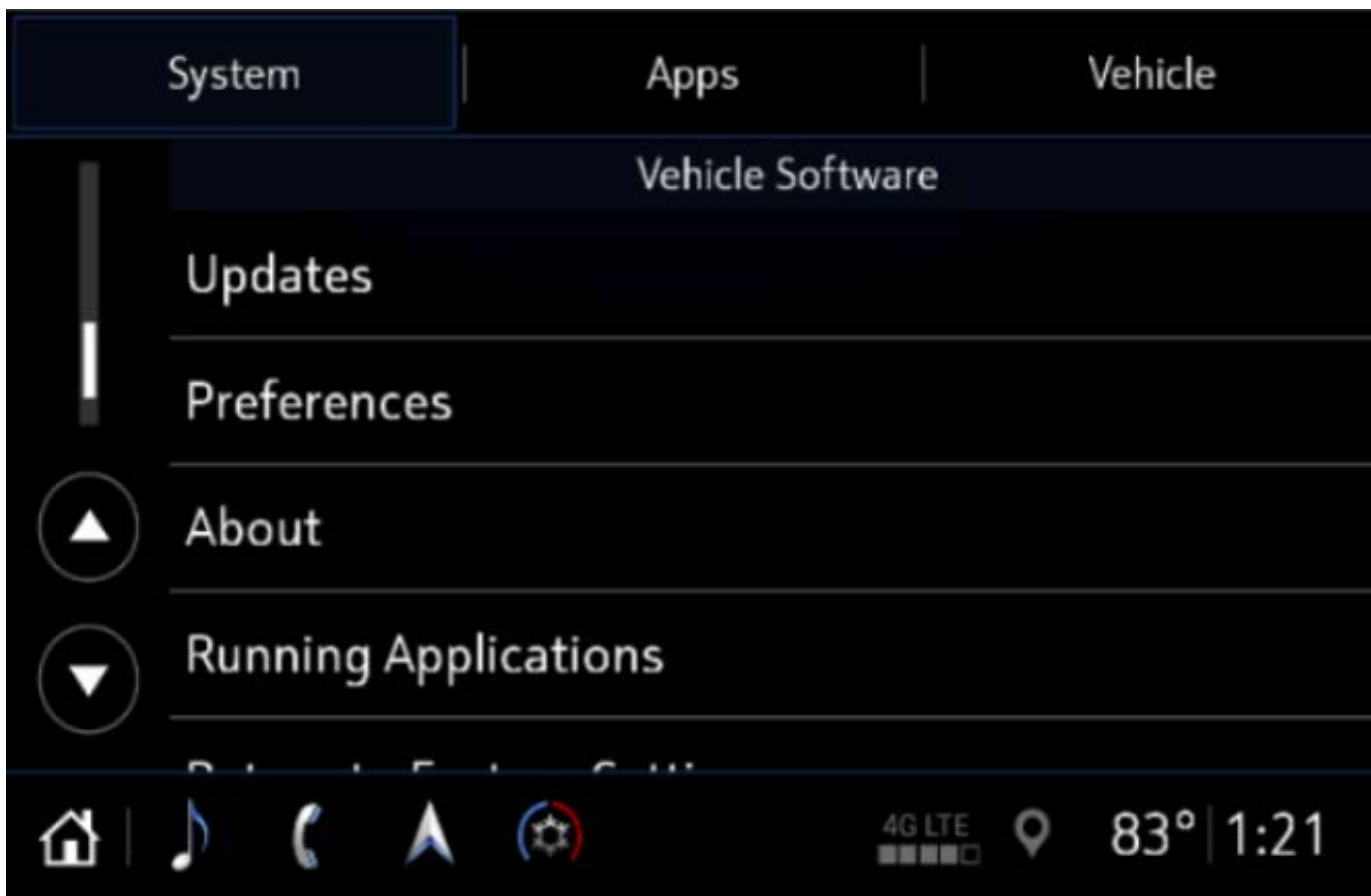 System
Apps
Vehicle
Vehicle Software
Updates
Preferences
About
Running Applications
4G LTE
83° 1:21